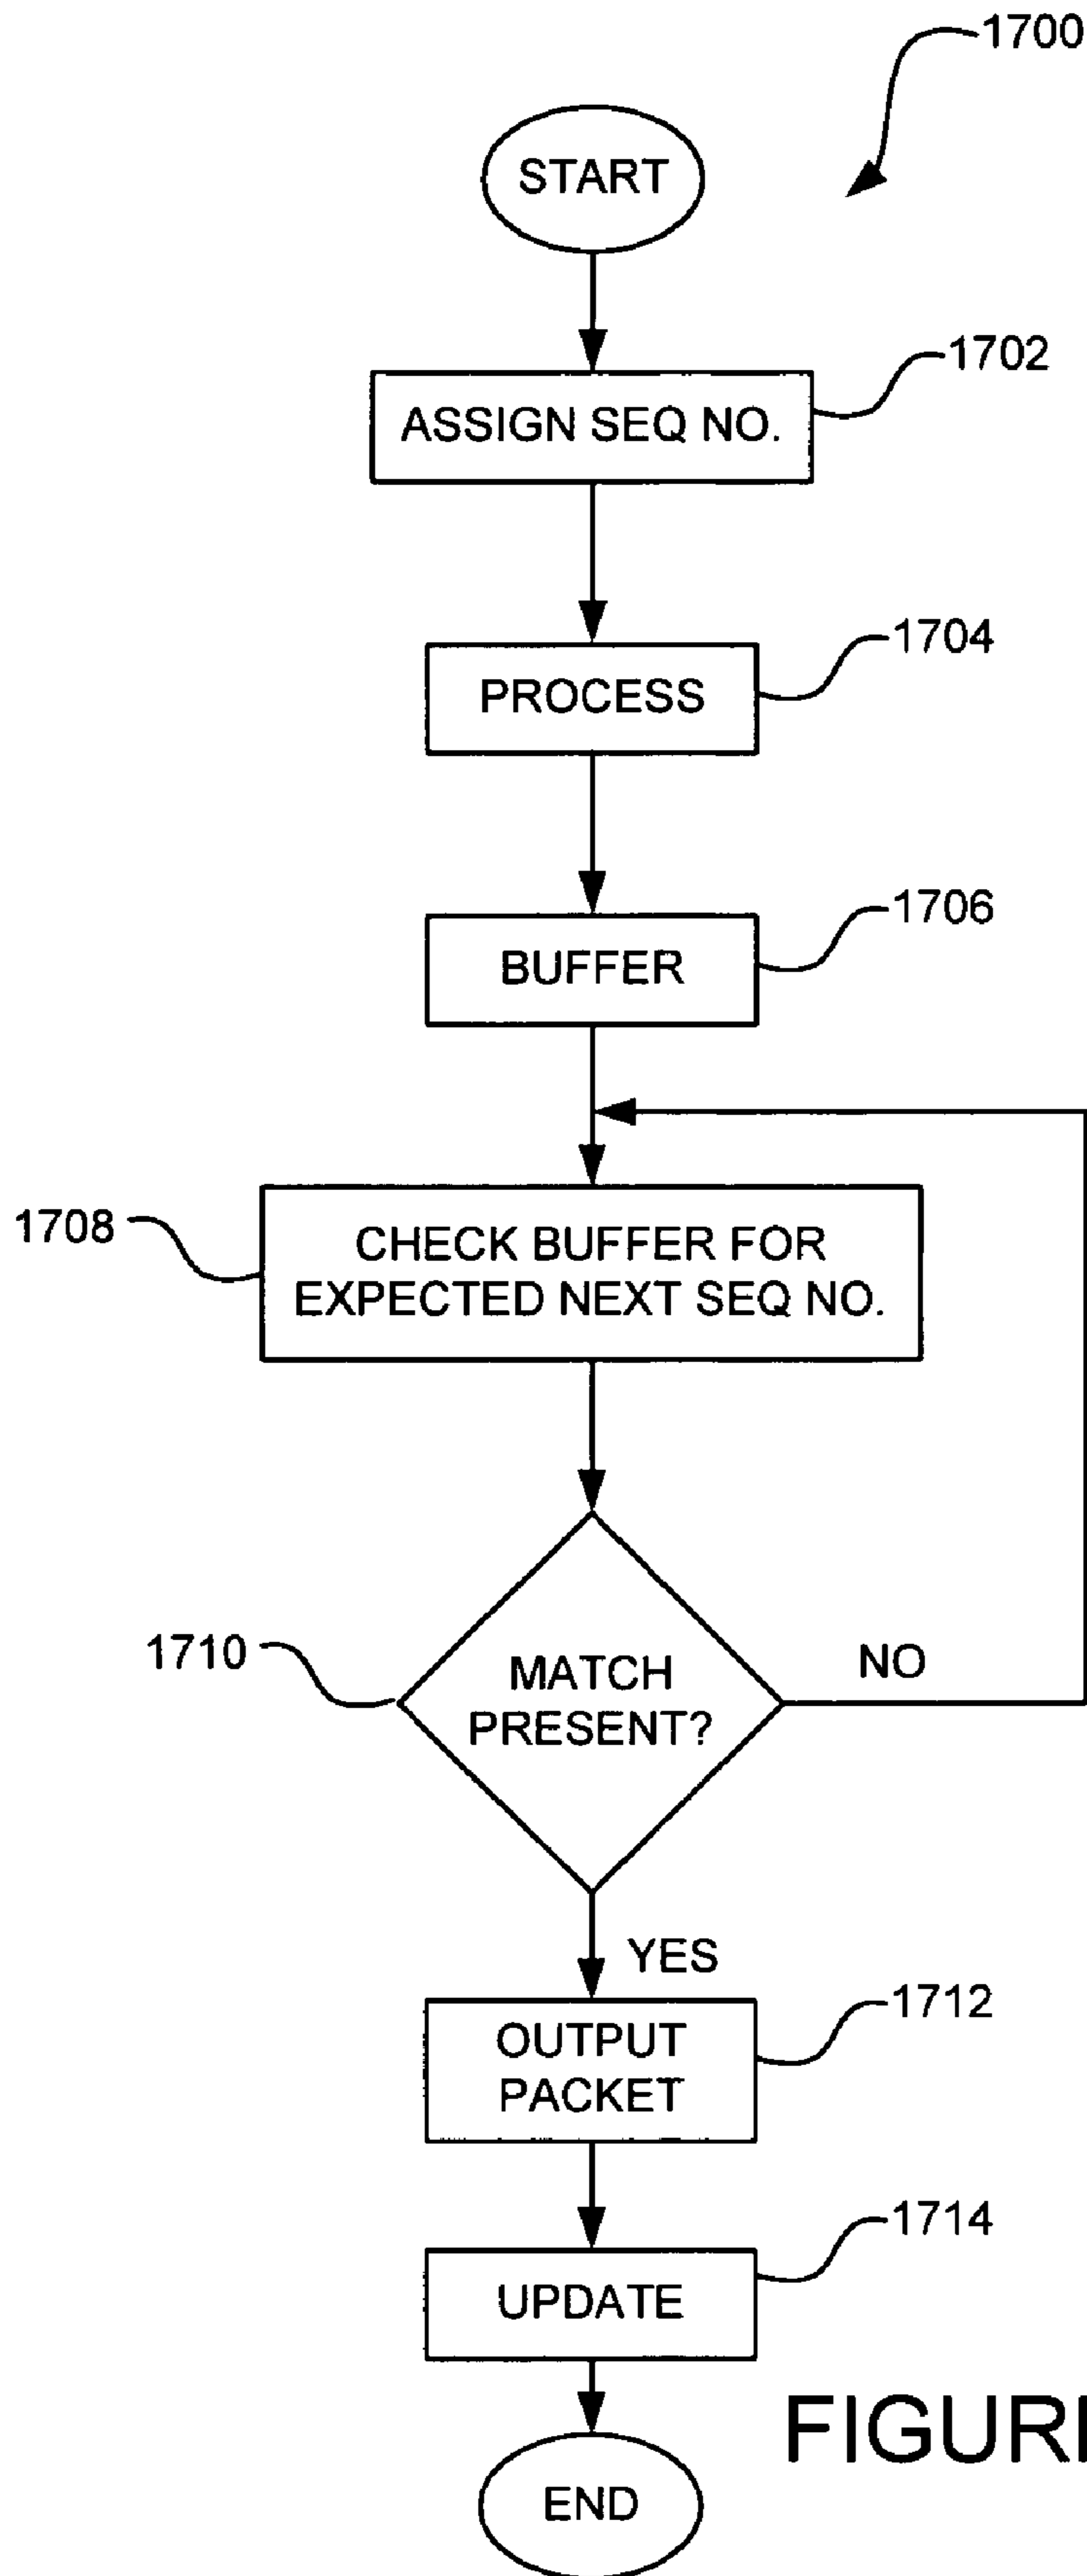 1700
START
1702
ASSIGN SEQ NO.
1704
PROCESS
1706
BUFFER
1708
CHECK BUFFER FOR
EXPECTED NEXT SEQ NO.
1710
MATCH
PRESENT?
NO
YES
1712
OUTPUT
PACKET
1714
UPDATE
END